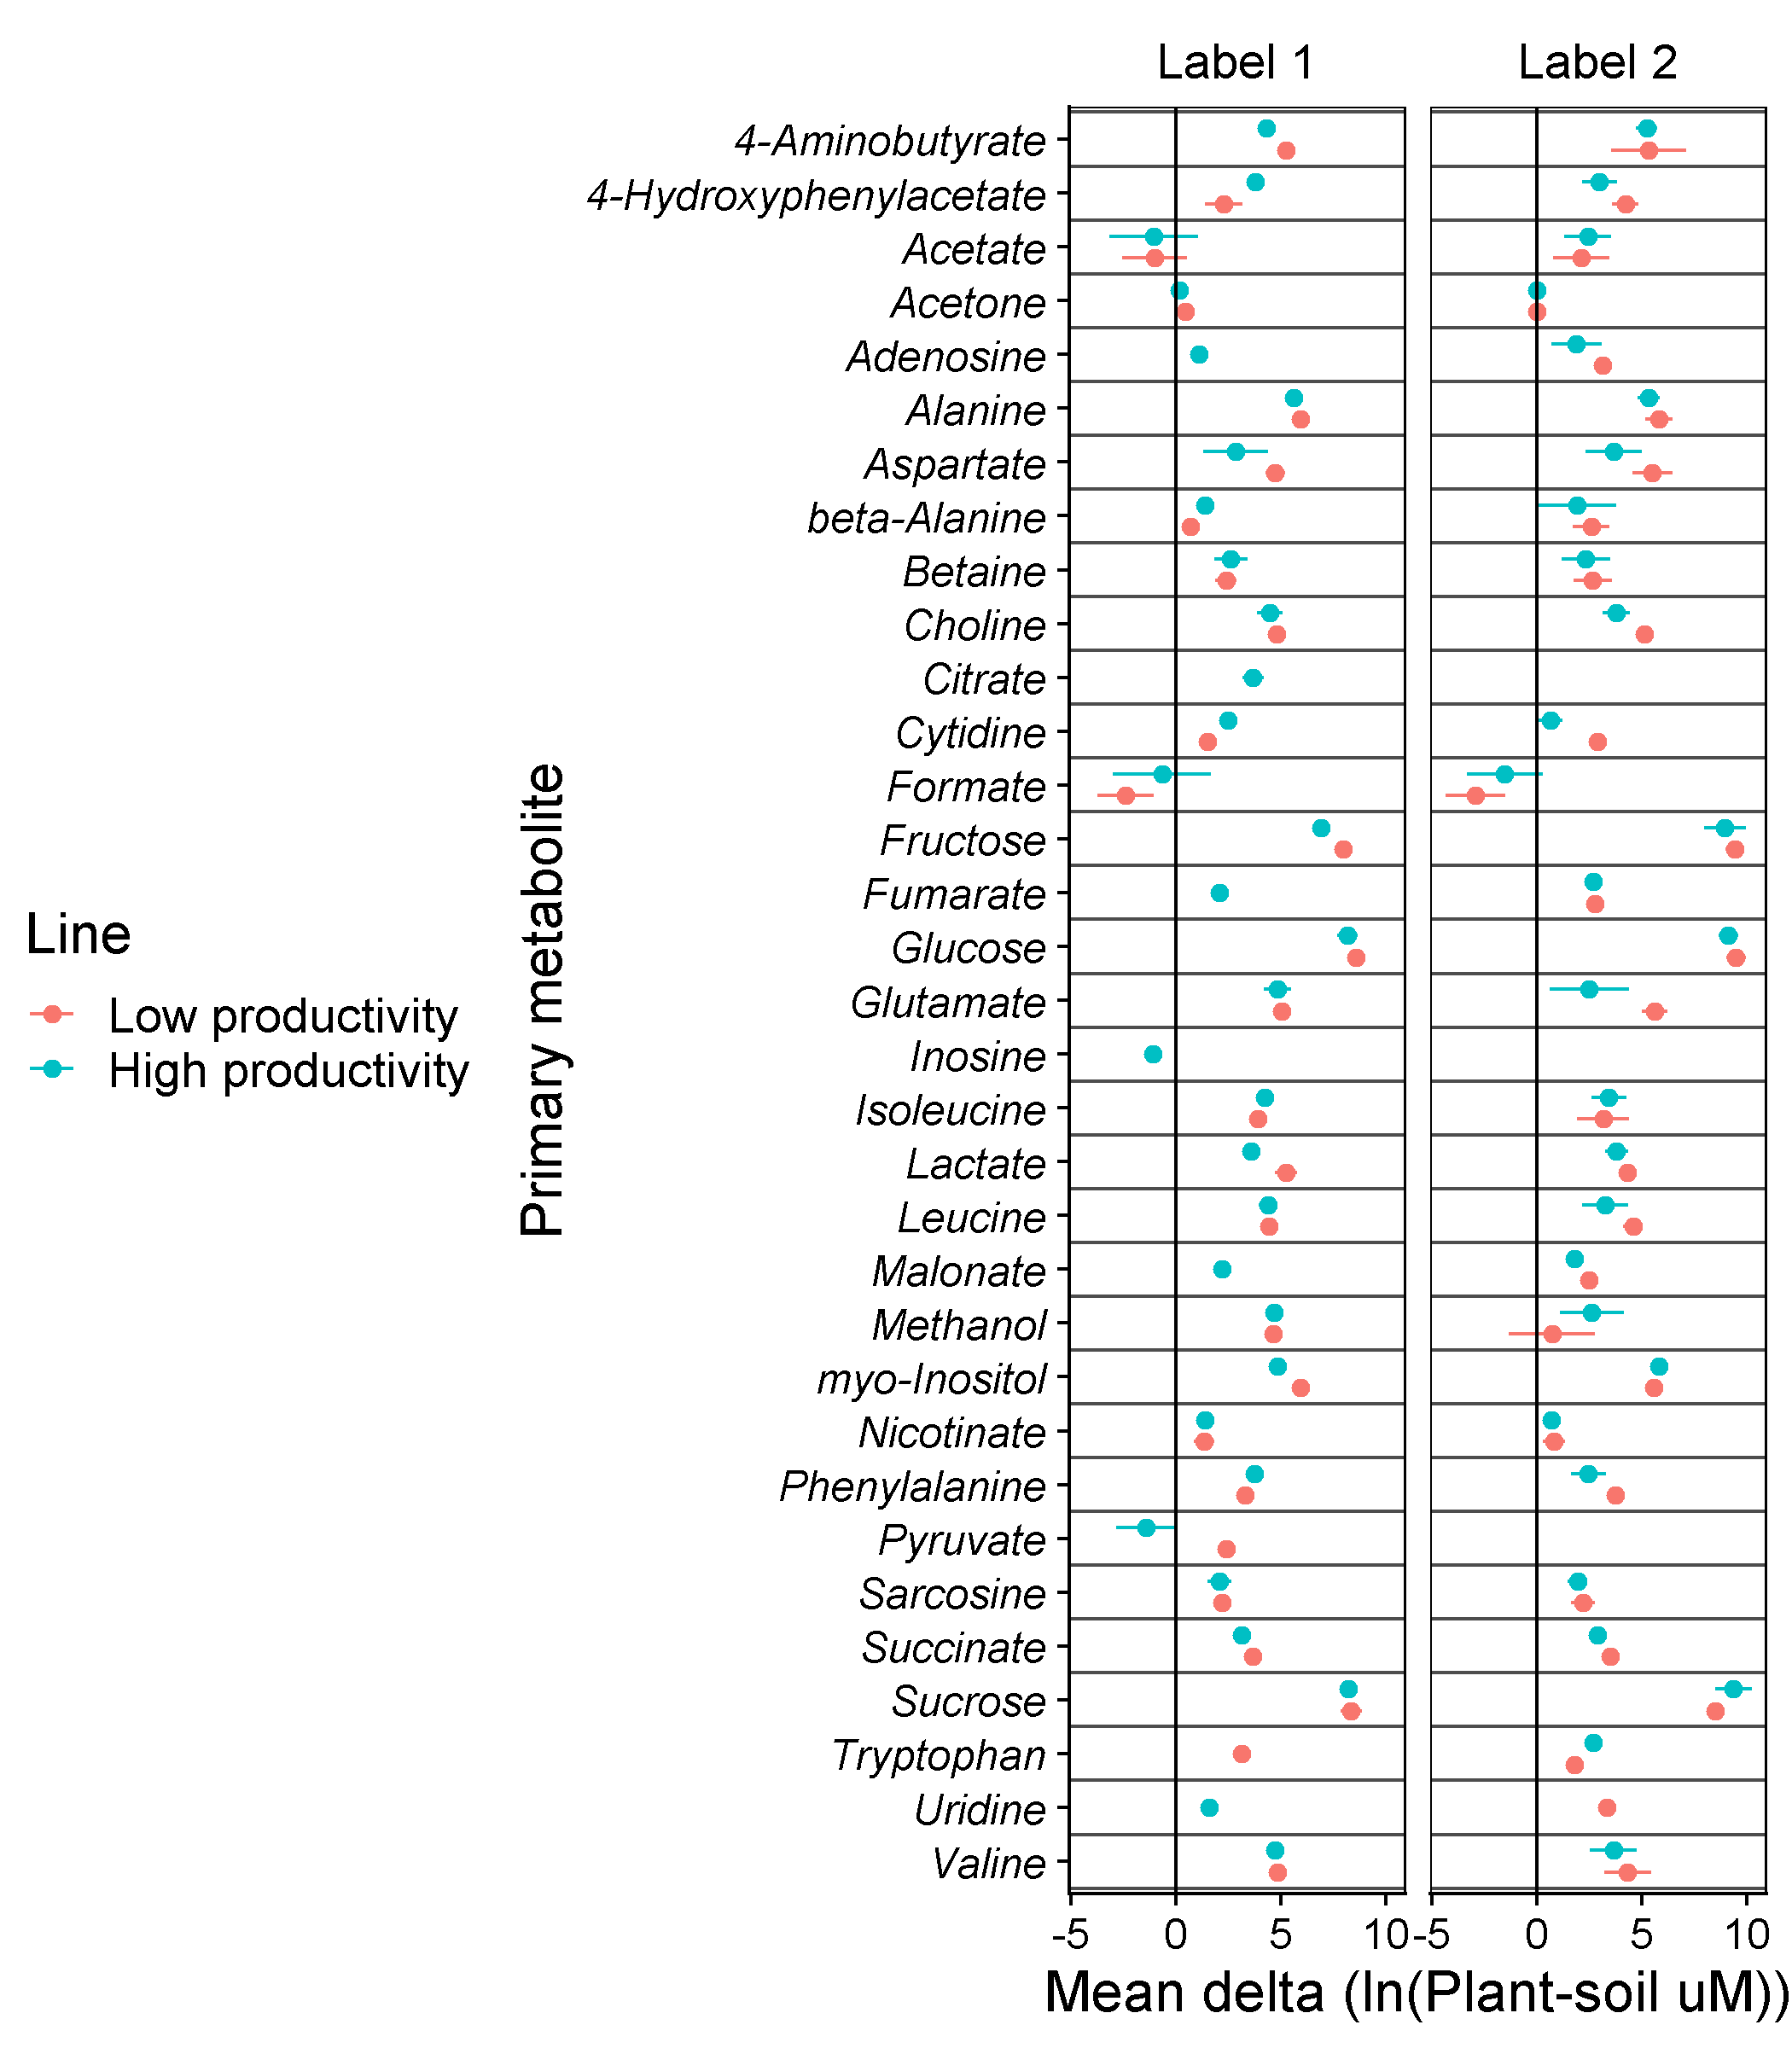 Label 1 Label 2
4-Aminobutyrate
4-Hydroxyphenylacetate
Acetate
Acetone
Adenosine
Alanine
Aspartate
beta-Alanine
Betaine
Choline
Citrate
Cytidine
Formate
Fructose
Fumarate
Glucose
Glutamate
Inosine
Isoleucine
Lactate
Leucine
Malonate
Methanol
myo-Inositol
Nicotinate
Phenylalanine
Pyruvate
Sarcosine
Succinate
Sucrose
Tryptophan
Uridine
Valine
Primary metabolite
Line
Low productivity
High productivity
-5 0 5 10 -5 0 5 10
Mean delta (ln(Plant-soil uM))